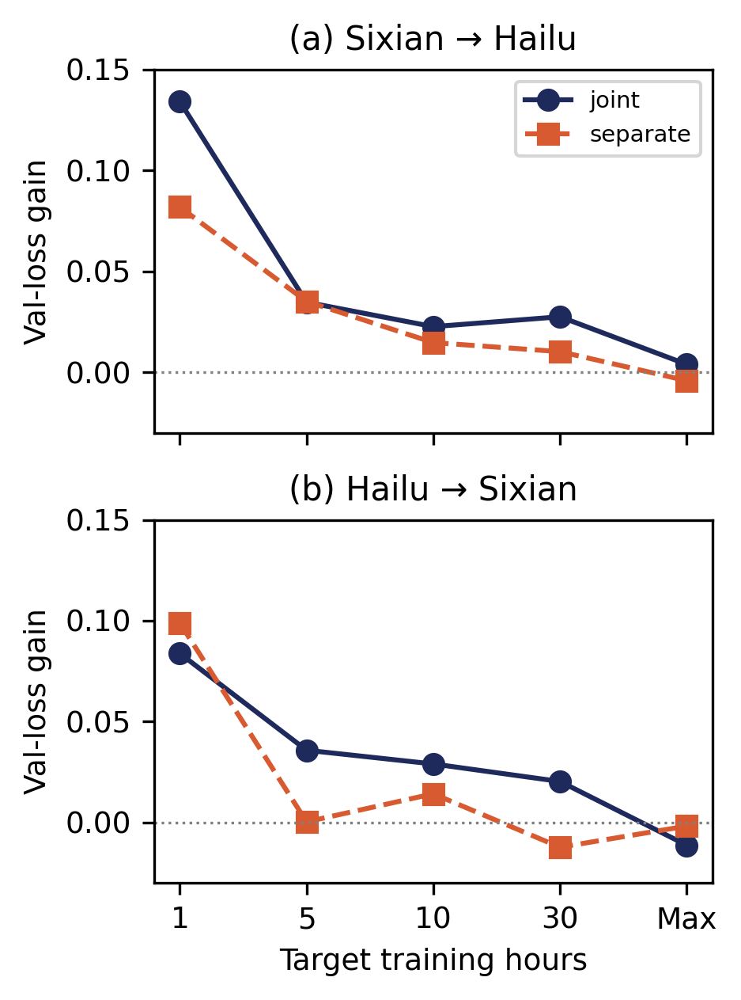 (a) Sixian → Hailu
0.15
0.10
0.05
0.00
Val-loss gain
joint
separate
(b) Hailu → Sixian
0.15
0.10
0.05
0.00
Val-loss gain
1 5 10 30 Max
Target training hours